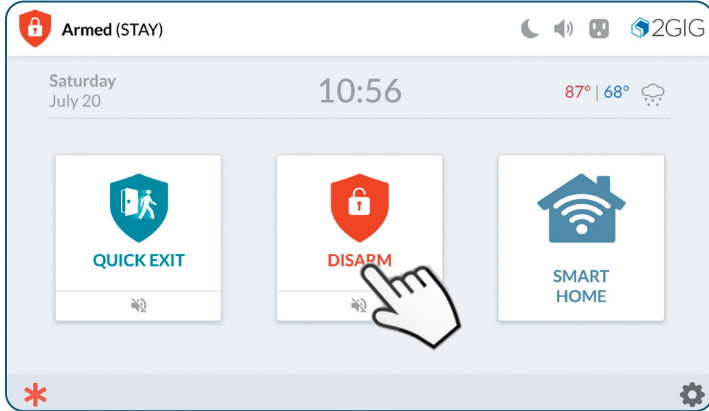 Armed (STAY)
2GIG
Saturday
July 20
10:56
87° | 68°
QUICK EXIT
DISARM
SMART
HOME